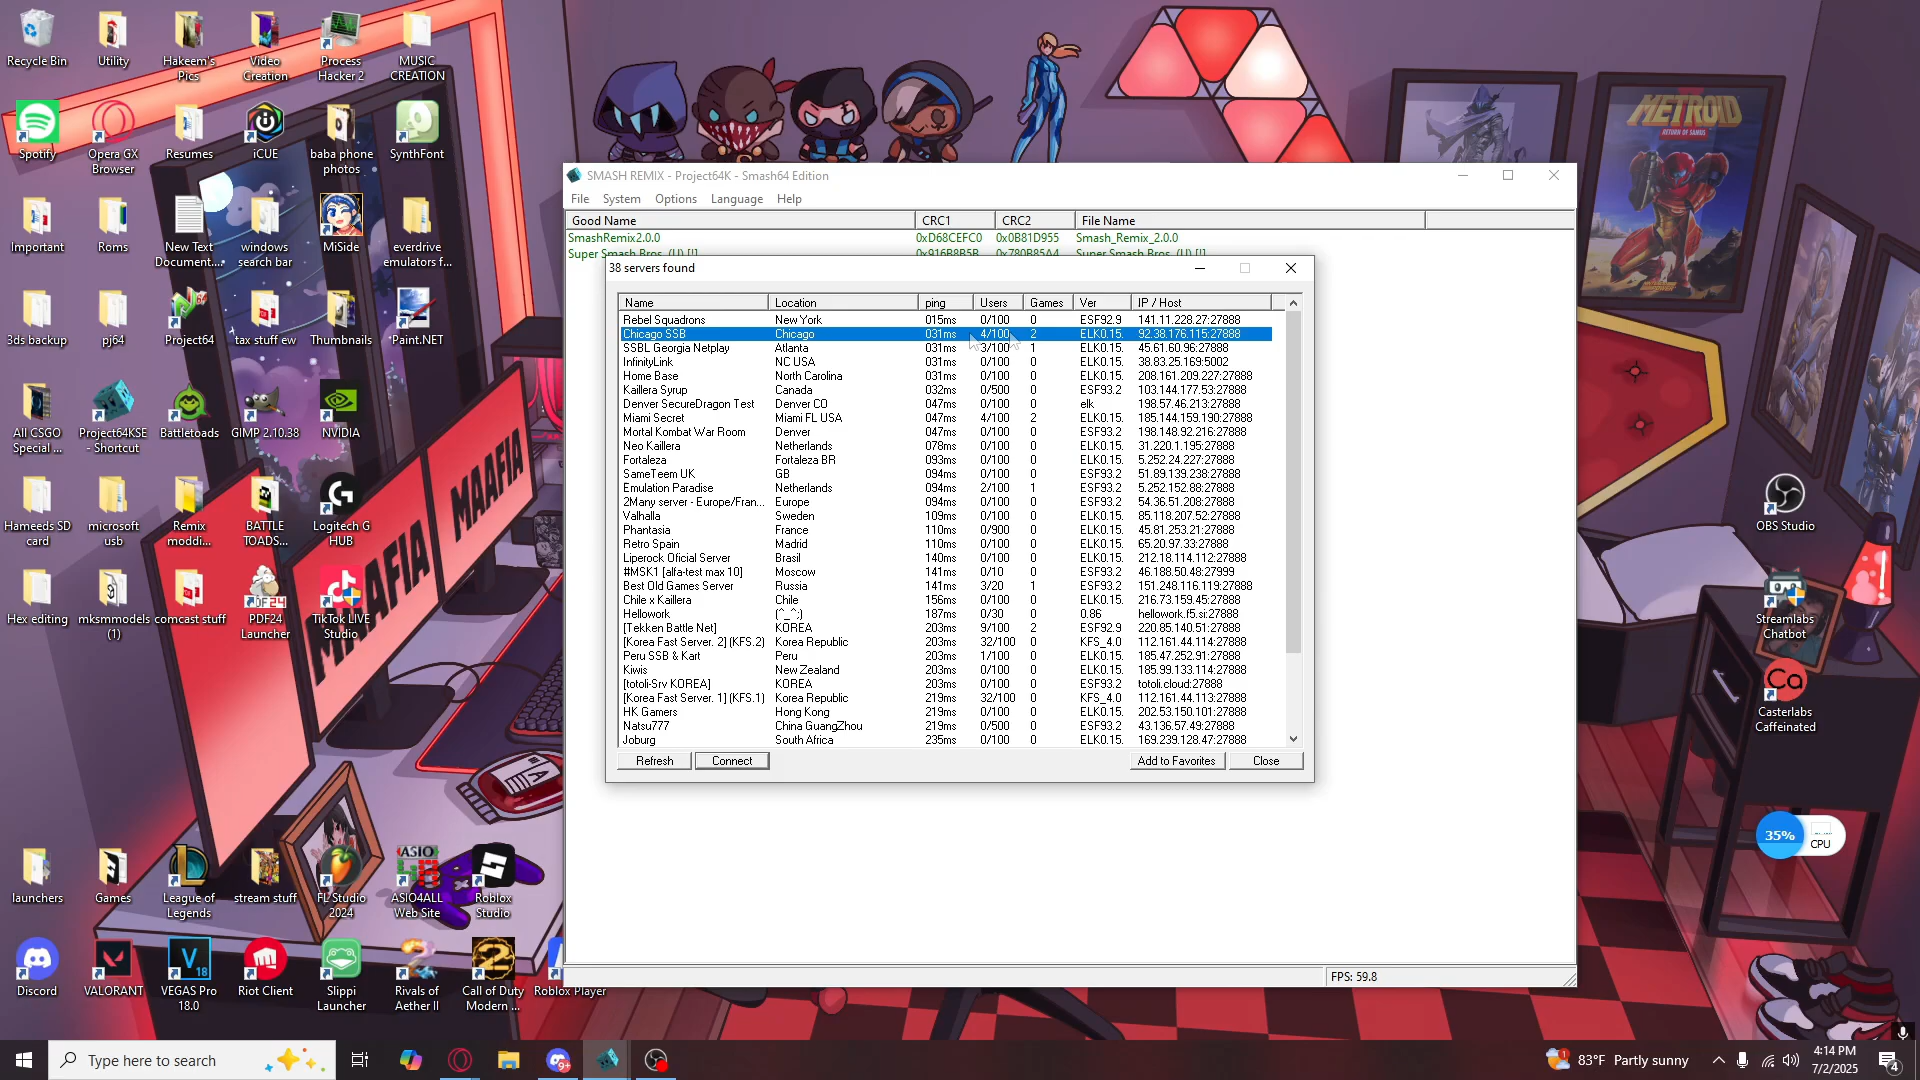 Recycle Bin
Utility
Hakeem's Pics
Video Creation
Process Hacker 2
MUSIC CREATION
Spotify
Opera GX Browser
Resumes
iCUE
baba phone photos
SynthFont
Important
Roms
New Text Document....
windows search bar
MiSide
everdrive emulators f...
3ds backup
pj64
Project64
tax stuff ew
Thumbnails
Paint.NET
All CSGO Special ...
Project64KSE - Shortcut
Battletoads
GIMP 2.10.38
NVIDIA
Hameeds SD card
microsoft usb
Remix moddi...
BATTLE TOADS...
Logitech G HUB
Hex editing
mksmmodels (1)
comcast stuff
PDF24 Launcher
TikTok LIVE Studio
launchers
Games
League of Legends
stream stuff
FL Studio 2024
ASIO4ALL Web Site
Roblox Studio
Discord
VALORANT
VEGAS Pro 18.0
Riot Client
Slippi Launcher
Rivals of Aether II
Call of Duty Modern ...
Roblox Player
MAAFIA
MAAFIA
METROID
RETURN OF SAMUS
SMASH REMIX - Project64K - Smash64 Edition
File System Options Language Help
Good Name CRC1 CRC2 File Name
SmashRemix2.0.0 0xD68CEFC0 0x0B81D955 Smash_Remix_2.0.0
Super Smash Bros. (U) [!] 0x916B8B5B 0x780B85A4 Super Smash Bros. (U) [!]
38 servers found
Name Location ping Users Games Ver IP / Host
Rebel Squadrons New York 015ms 0/100 0 ESF92.9 141.11.228.27:27888
Chicago SSB Chicago 031ms 4/100 2 ELK0.15. 92.38.176.115:27888
SSBL Georgia Netplay Atlanta 031ms 3/100 1 ELK0.15. 45.61.60.96:27888
InfinityLink NC USA 031ms 0/100 0 ELK0.15. 38.83.25.169:5002
Home Base North Carolina 031ms 0/100 0 ELK0.15. 208.161.209.227:27888
Kaillera Syrup Canada 032ms 0/500 0 ESF93.2 103.144.177.53:27888
Denver SecureDragon Test Denver CO 047ms 0/100 0 elk 198.57.46.213:27888
Miami Secret Miami FL USA 047ms 4/100 2 ELK0.15. 185.144.159.190:27888
Mortal Kombat War Room Denver 047ms 0/100 0 ESF93.2 198.148.92.216:27888
Neo Kaillera Netherlands 078ms 0/100 0 ELK0.15. 31.220.1.195:27888
Fortaleza Fortaleza BR 093ms 0/100 0 ELK0.15. 5.252.24.227:27888
SameTeem UK GB 094ms 0/100 0 ESF93.2 51.89.139.238:27888
Emulation Paradise Netherlands 094ms 2/100 1 ESF93.2 5.252.152.88:27888
2Many server - Europe/Fran... Europe 094ms 0/100 0 ESF93.2 54.36.51.208:27888
Valhalla Sweden 109ms 0/100 0 ELK0.15. 85.118.207.52:27888
Phantasia France 110ms 0/900 0 ELK0.15. 45.81.253.21:27888
Retro Spain Madrid 110ms 0/100 0 ELK0.15. 65.20.97.33:27888
Liperock Oficial Server Brasil 140ms 0/100 0 ELK0.15. 212.18.114.112:27888
#MSK1 [alfa-test max 10] Moscow 141ms 0/10 0 ESF93.2 46.188.50.48:27999
Best Old Games Server Russia 141ms 3/20 1 ESF93.2 151.248.116.119:27888
Chile x Kaillera Chile 156ms 0/100 0 ELK0.15. 216.73.159.45:27888
Hellowork (^_^;) 187ms 0/30 0 0.86 hellowork.f5.si:27888
[Tekken Battle Net] KOREA 203ms 9/100 2 ESF92.9 220.85.140.51:27888
[Korea Fast Server. 2] (KFS.2) Korea Republic 203ms 32/100 0 KFS_4.0 112.161.44.114:27888
Peru SSB & Kart Peru 203ms 1/100 0 ELK0.15. 185.47.252.91:27888
Kiwis New Zealand 203ms 0/100 0 ELK0.15. 185.99.133.114:27888
[totoli-Srv KOREA] KOREA 203ms 0/100 0 ESF93.2 totoli.cloud:27888
[Korea Fast Server. 1] (KFS.1) Korea Republic 219ms 32/100 0 KFS_4.0 112.161.44.113:27888
HK Gamers Hong Kong 219ms 0/100 0 ELK0.15. 202.53.150.101:27888
Natsu777 China GuangZhou 219ms 0/500 0 ESF93.2 43.136.57.49:27888
Joburg South Africa 235ms 0/100 0 ELK0.15. 169.239.128.47:27888
Refresh Connect Add to Favorites Close
FPS: 59.8
OBS Studio
Streamlabs Chatbot
Casterlabs Caffeinated
35% CPU
Type here to search
83°F Partly sunny
4:14 PM
7/2/2025